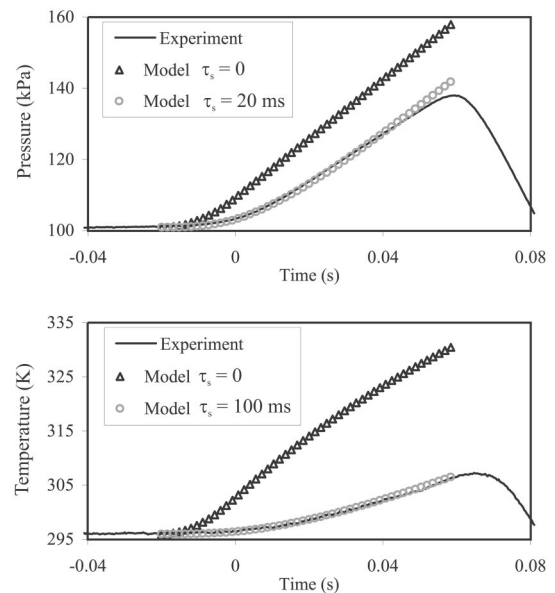 160
140
120
100
Pressure (kPa)
Experiment
Model τs = 0
Model τs = 20 ms
-0.04
0
0.04
0.08
Time (s)
335
325
315
305
295
Temperature (K)
Experiment
Model τs = 0
Model τs = 100 ms
-0.04
0
0.04
0.08
Time (s)